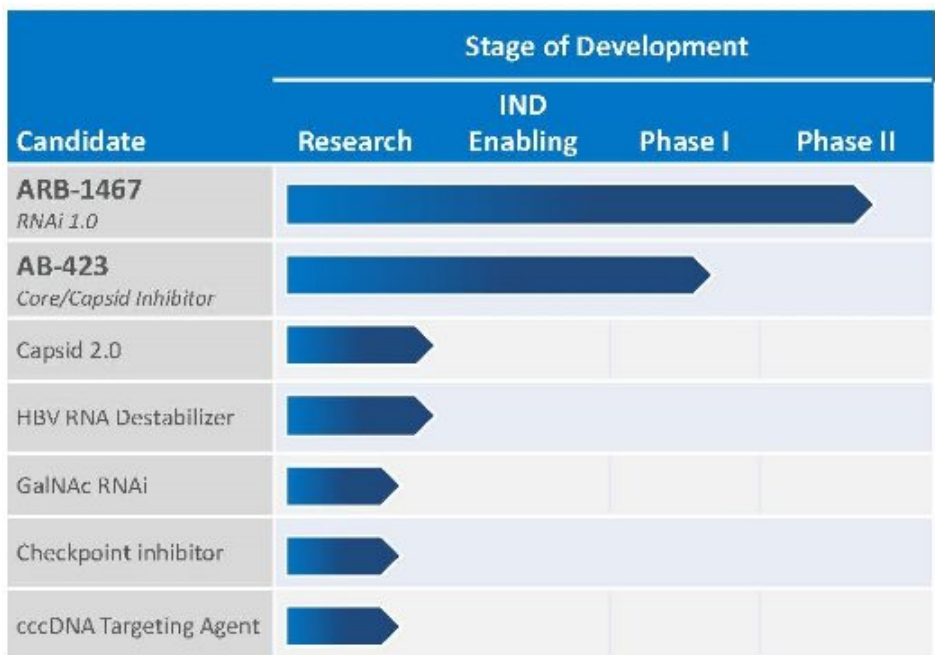 Stage of Development
Candidate
Research
IND
Enabling
Phase I
Phase II
ARB-1467
RNAi 1.0
AB-423
Core/Capsid Inhibitor
Capsid 2.0
HBV RNA Destabilizer
GalNAc RNAi
Checkpoint inhibitor
cccDNA Targeting Agent